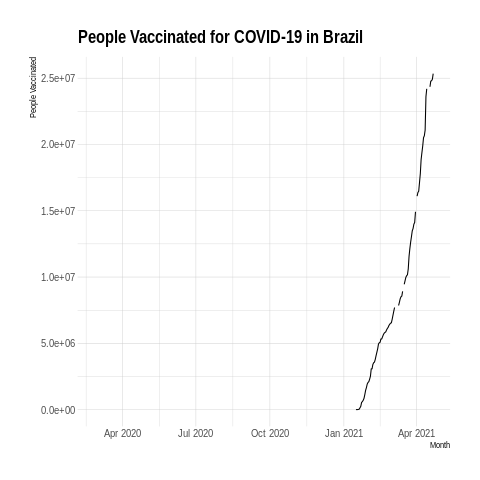 People Vaccinated for COVID-19 in Brazil
People Vaccinated
2.5e+07
2.0e+07
1.5e+07
1.0e+07
5.0e+06
0.0e+00
Apr 2020 Jul 2020 Oct 2020 Jan 2021 Apr 2021
Month